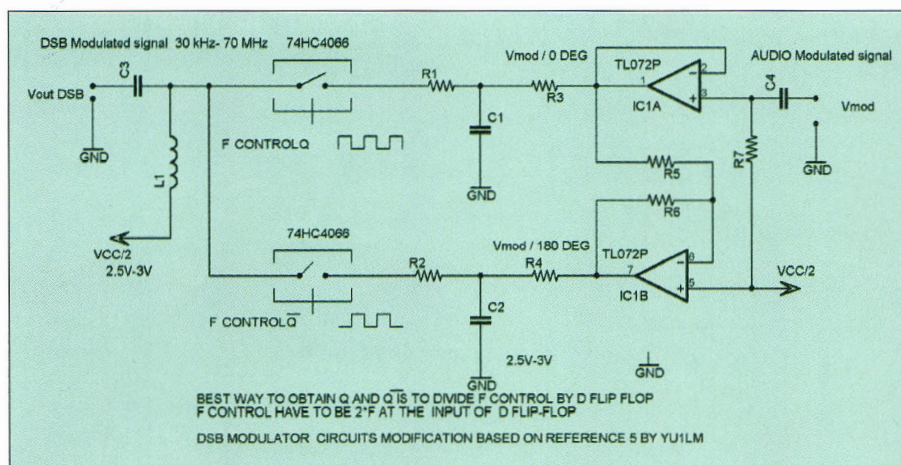 DSB Modulated signal 30 kHz- 70 MHz
74HC4066
Vmod / 0 DEG
TL072P
AUDIO Modulated signal
C3
R1
R3
1
2
3
C4
Vout DSB
IC1A
Vmod
C1
F CONTROLQ
GND
L1
GND
R7
GND
R5
R6
74HC4066
VCC/2
2.5V-3V
Vmod / 180 DEG
TL072P
R2
R4
7
6
5
VCC/2
IC1B
C2
F CONTROLQ̅
2.5V-3V
GND
GND
BEST WAY TO OBTAIN Q AND Q̅ IS TO DIVIDE F CONTROL BY D FLIP FLOP
F CONTROL HAVE TO BE 2*F AT THE INPUT OF D FLIP-FLOP
DSB MODULATOR CIRCUITS MODIFICATION BASED ON REFERENCE 5 BY YU1LM